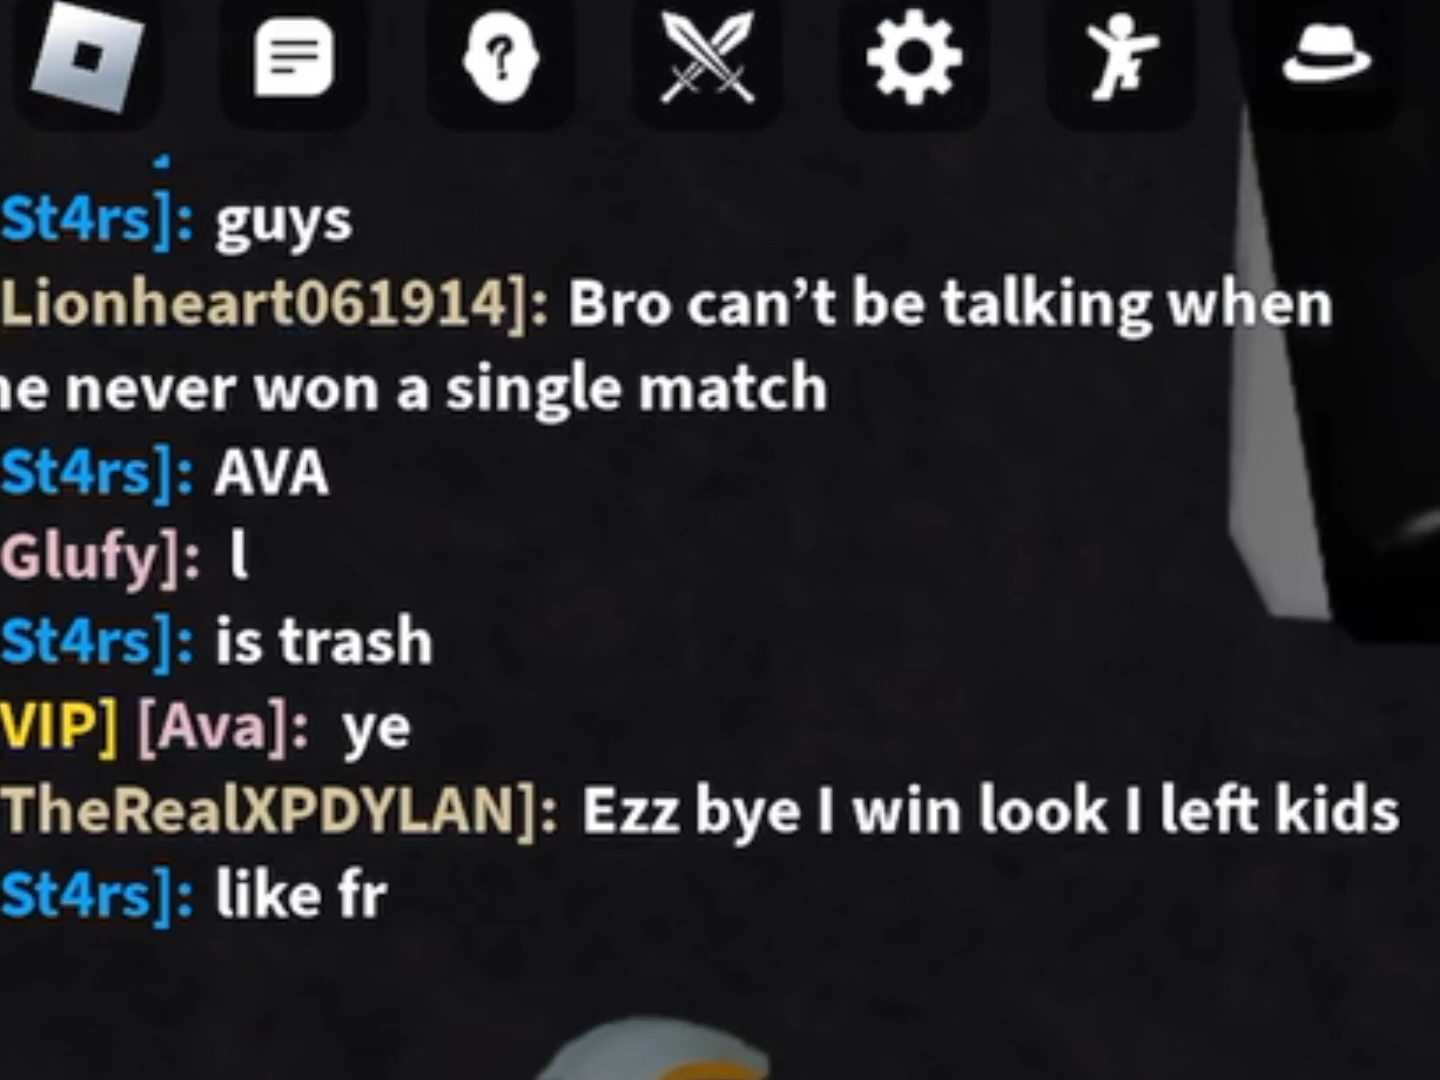 St4rs]: guys
Lionheart061914]: Bro can’t be talking when
he never won a single match
St4rs]: AVA
Glufy]: l
St4rs]: is trash
VIP] [Ava]: ye
TheRealXPDYLAN]: Ezz bye I win look I left kids
St4rs]: like fr